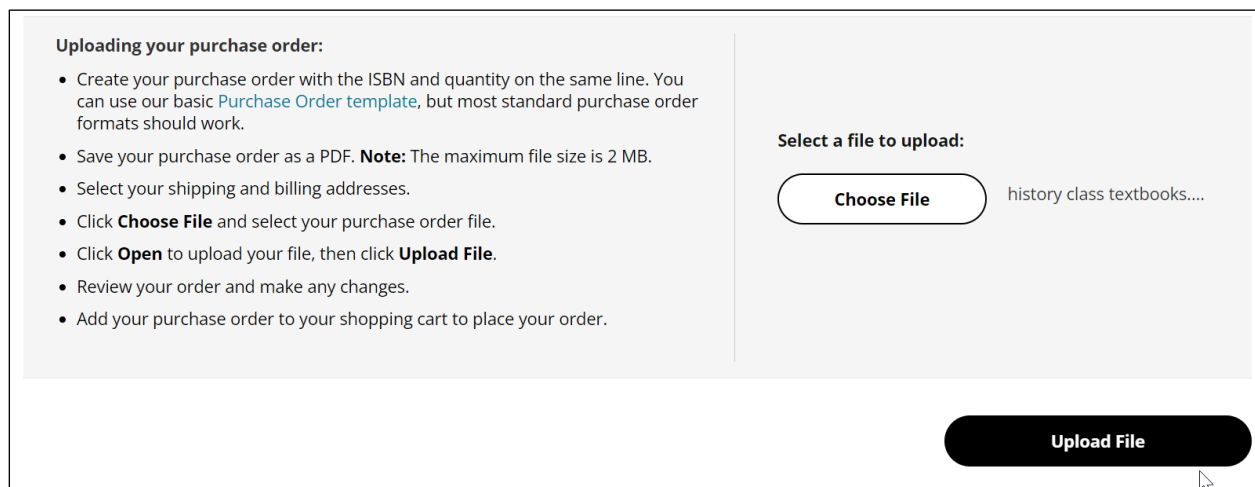 Uploading your purchase order:
• Create your purchase order with the ISBN and quantity on the same line. You
can use our basic Purchase Order template, but most standard purchase order
formats should work.
• Save your purchase order as a PDF. Note: The maximum file size is 2 MB.
• Select your shipping and billing addresses.
• Click Choose File and select your purchase order file.
• Click Open to upload your file, then click Upload File.
• Review your order and make any changes.
• Add your purchase order to your shopping cart to place your order.
Select a file to upload:
Choose File
history class textbooks....
Upload File